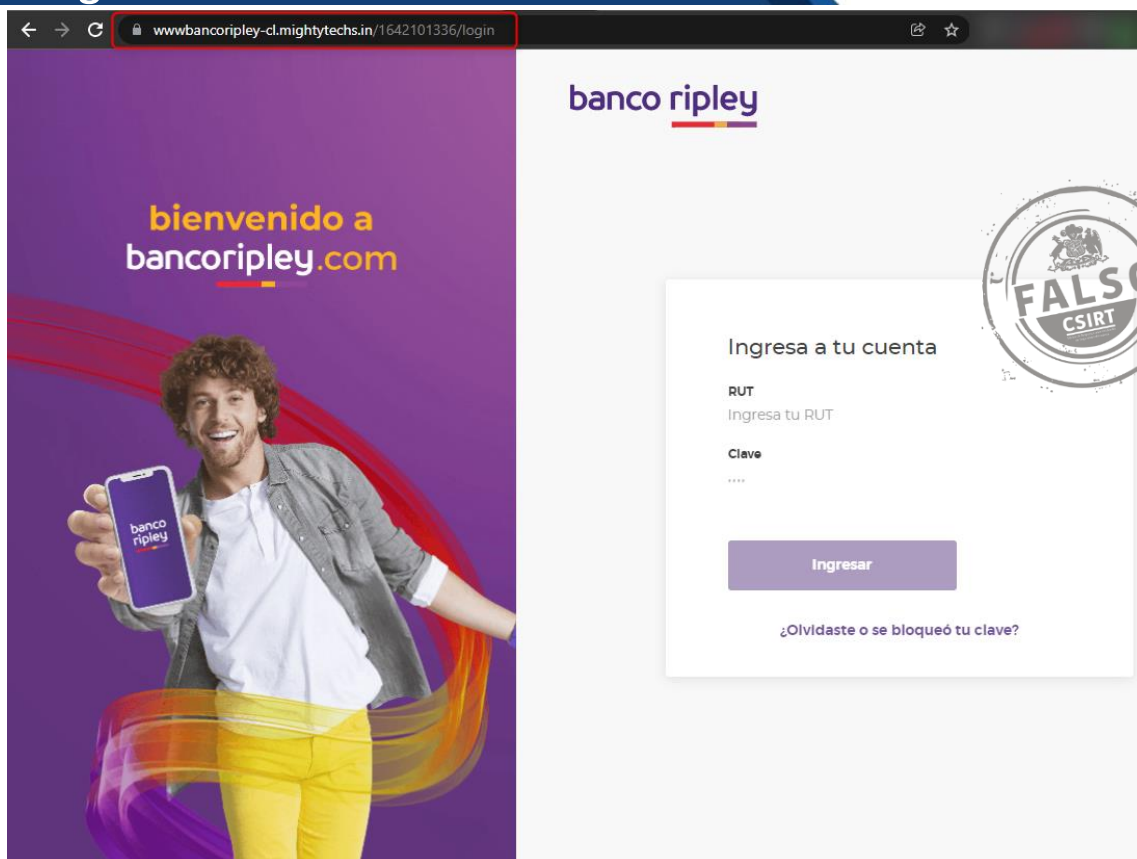 wwwbancoripley-cl.mightytechs.in/1642101336/login
banco ripley
bienvenido a
bancoripley.com
banco
ripley
FALSO
CSIRT
Ingresa a tu cuenta
RUT
Ingresa tu RUT
Clave
....
Ingresar
¿Olvidaste o se bloqueó tu clave?